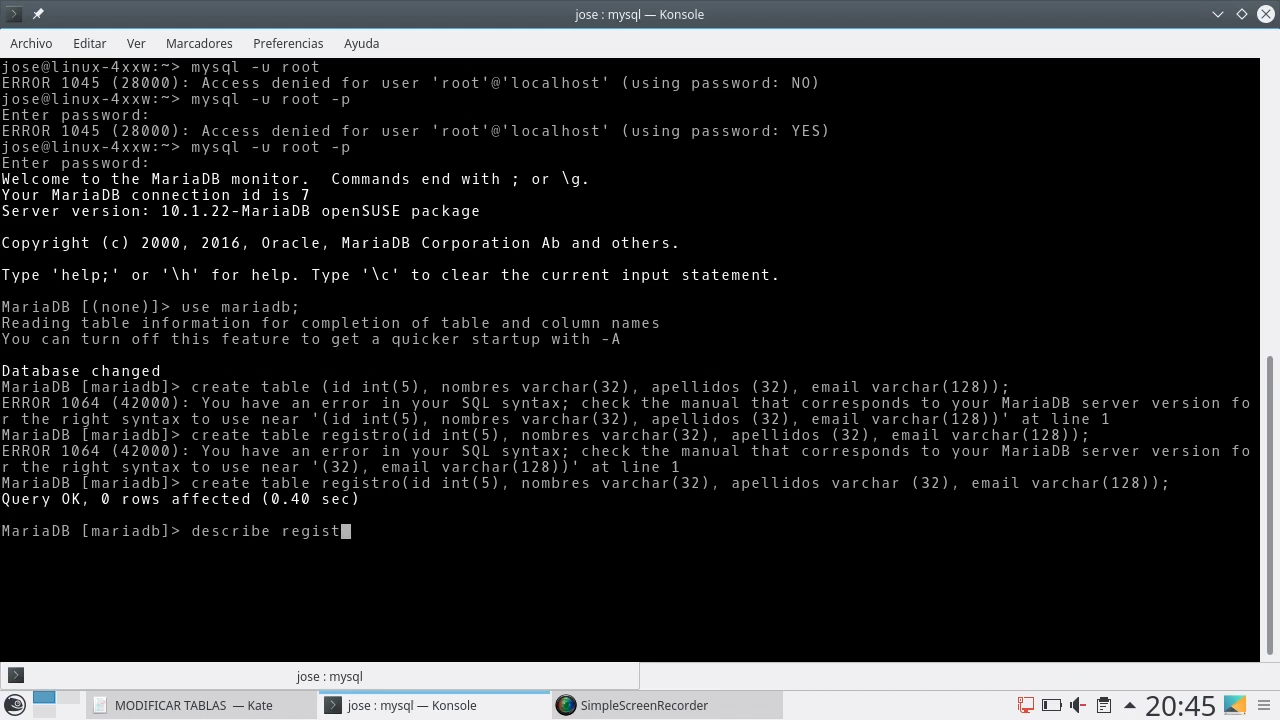 jose : mysql — Konsole
Archivo Editar Ver Marcadores Preferencias Ayuda
jose@linux-4xxw:~> mysql -u root
ERROR 1045 (28000): Access denied for user 'root'@'localhost' (using password: NO)
jose@linux-4xxw:~> mysql -u root -p
Enter password:
ERROR 1045 (28000): Access denied for user 'root'@'localhost' (using password: YES)
jose@linux-4xxw:~> mysql -u root -p
Enter password:
Welcome to the MariaDB monitor.  Commands end with ; or \g.
Your MariaDB connection id is 7
Server version: 10.1.22-MariaDB openSUSE package
Copyright (c) 2000, 2016, Oracle, MariaDB Corporation Ab and others.
Type 'help;' or '\h' for help. Type '\c' to clear the current input statement.
MariaDB [(none)]> use mariadb;
Reading table information for completion of table and column names
You can turn off this feature to get a quicker startup with -A
Database changed
MariaDB [mariadb]> create table (id int(5), nombres varchar(32), apellidos (32), email varchar(128));
ERROR 1064 (42000): You have an error in your SQL syntax; check the manual that corresponds to your MariaDB server version fo
r the right syntax to use near '(id int(5), nombres varchar(32), apellidos (32), email varchar(128))' at line 1
MariaDB [mariadb]> create table registro(id int(5), nombres varchar(32), apellidos (32), email varchar(128));
ERROR 1064 (42000): You have an error in your SQL syntax; check the manual that corresponds to your MariaDB server version fo
r the right syntax to use near '(32), email varchar(128))' at line 1
MariaDB [mariadb]> create table registro(id int(5), nombres varchar(32), apellidos varchar (32), email varchar(128));
Query OK, 0 rows affected (0.40 sec)
MariaDB [mariadb]> describe regist
jose : mysql
MODIFICAR TABLAS — Kate
jose : mysql — Konsole
SimpleScreenRecorder
20:45